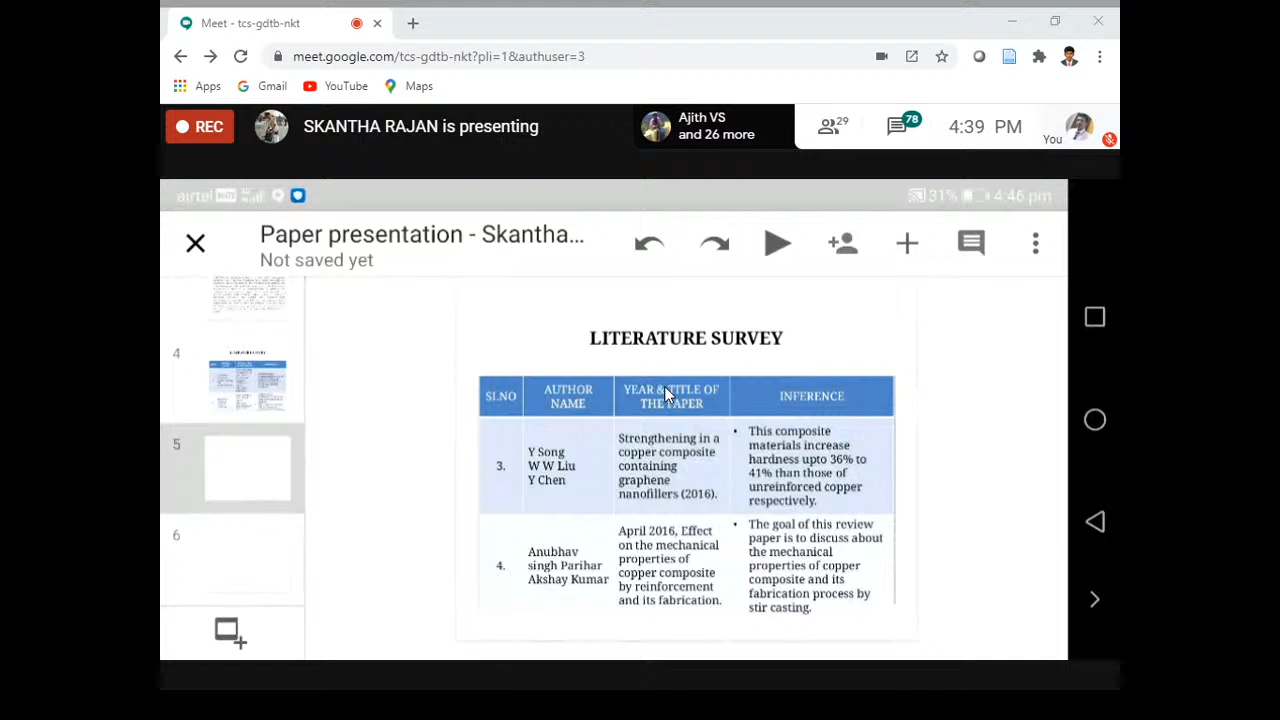 Meet - tcs-gdtb-nkt
meet.google.com/tcs-gdtb-nkt?pli=1&authuser=3
Apps
Gmail
YouTube
Maps
REC
SKANTHA RAJAN is presenting
Ajith VS
and 26 more
29
78
4:39 PM
You
airtel
31%
4:46 pm
Paper presentation - Skantha...
Not saved yet
4
5
6
LITERATURE SURVEY
SI.NO
AUTHOR
NAME
YEAR & TITLE OF
THE PAPER
INFERENCE
3.
Y Song
W W Liu
Y Chen
Strengthening in a
copper composite
containing
graphene
nanofillers (2016).
• This composite
materials increase
hardness upto 36% to
41% than those of
unreinforced copper
respectively.
4.
Anubhav
singh Parihar
Akshay Kumar
April 2016, Effect
on the mechanical
properties of
copper composite
by reinforcement
and its fabrication.
• The goal of this review
paper is to discuss about
the mechanical
properties of copper
composite and its
fabrication process by
stir casting.